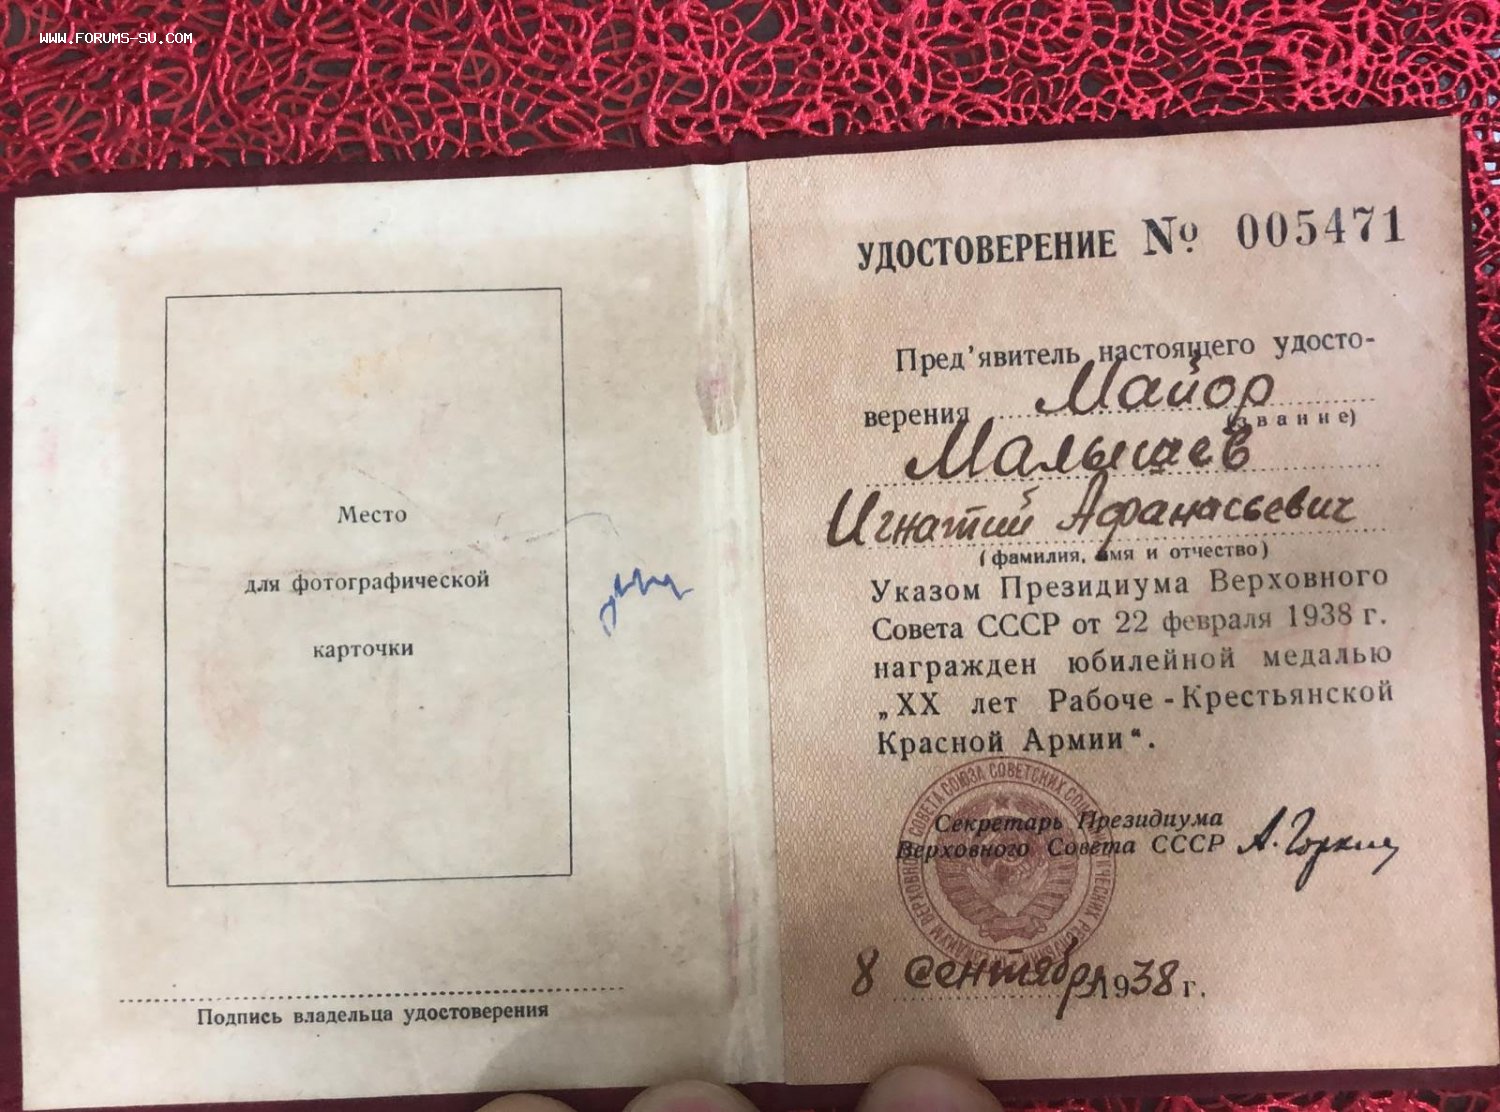 WWW.FORUMS-SU.COM
Место
для фотографической
карточки
Подпись владельца удостоверения
УДОСТОВЕРЕНИЕ № 005471
Пред'явитель настоящего удосто-
верения Майор
(звание)
Малышев
Игнатий Афанасьевич
(фамилия, имя и отчество)
Указом Президиума Верховного
Совета СССР от 22 февраля 1938 г.
награжден юбилейной медалью
„XX лет Рабоче-Крестьянской
Красной Армии".
Секретарь Президиума
Верховного Совета СССР А. Горкин
8 сентября 1938 г.